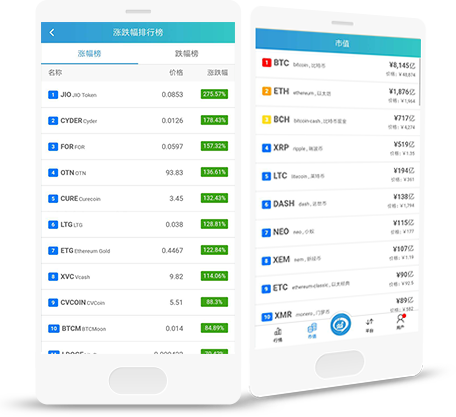 涨跌幅排行榜
涨幅榜 跌幅榜
名称 价格 涨跌幅
1 JIO JIO Token 0.0853 275.57%
2 CYDER Cyder 0.0126 178.43%
3 FOR FOR 0.0597 157.32%
4 OTN OTN 93.83 136.61%
5 CURE Curecoin 3.45 132.43%
6 LTG LTG 0.038 128.81%
7 ETG Ethereum Gold 0.4467 122.84%
8 XVC Vcash 9.82 114.06%
9 CVCOIN CVCoin 5.51 88.3%
10 BTCM BTCMoon 0.014 84.89%
市值
1 BTC bitcoin , 比特币 ¥8,145亿
价格:
2 ETH ethereum , 以太坊 ¥1,876亿
价格: ¥1,964
3 BCH bitcoin-cash , 比特币现金 ¥717亿
价格: ¥4,274
4 XRP ripple , 瑞波币 ¥519亿
价格: ¥1.35
5 LTC litecoin , 莱特币 ¥194亿
价格: ¥361
6 DASH dash , 达世币 ¥138亿
价格: ¥1,794
7 NEO neo , 小蚁 ¥115亿
价格: ¥177
8 XEM nem , 新经币 ¥107亿
价格: ¥1.19
9 ETC ethereum-classic , 以太经典 ¥90亿
价格: ¥92.5
10 XMR monero , 门罗币 ¥89亿
价格: ¥582
行情 市值 平台 用户